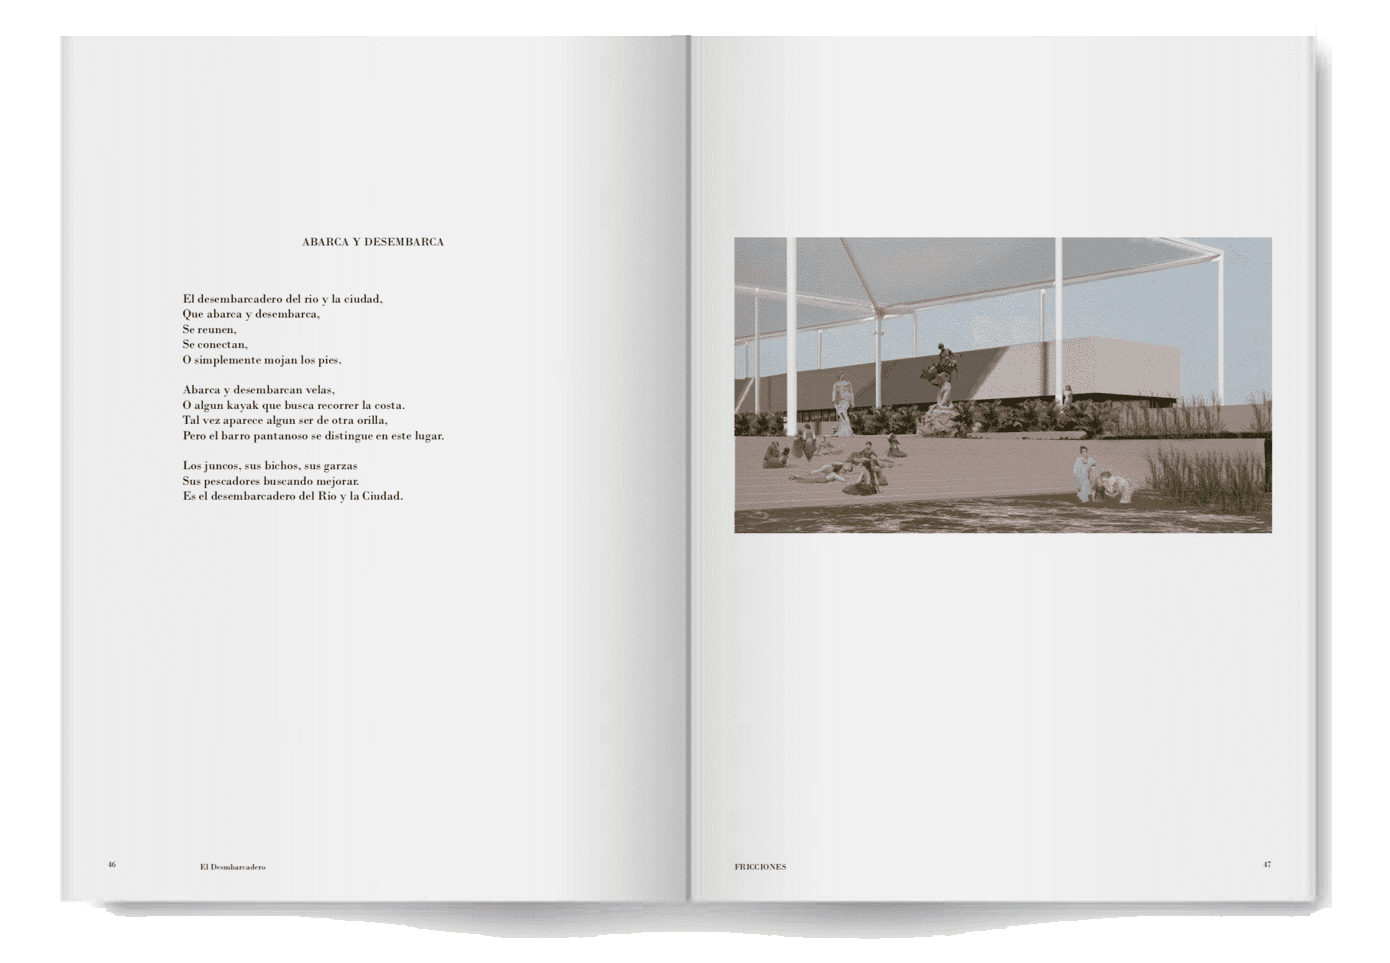 ABARCA Y DESEMBARCA
El desembarcadero del rio y la ciudad,
Que abarca y desembarca,
Se reunen,
Se conectan,
O simplemente mojan los pies.
Abarca y desembarcan velas,
O algun kayak que busca recorrer la costa.
Tal vez aparece algun ser de otra orilla,
Pero el barro pantanoso se distingue en este lugar.
Los juncos, sus bichos, sus garzas
Sus pescadores buscando mejorar.
Es el desembarcadero del Rio y la Ciudad.
46
El Desmbarcadero
FRICCIONES
47